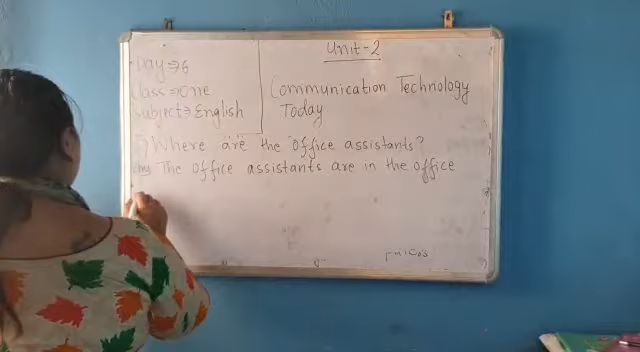 Day ⇒ 6
Class ⇒ One
Subject ⇒ English
Unit-2
Communication Technology
Today
Where are the office assistants?
The office assistants are in the office